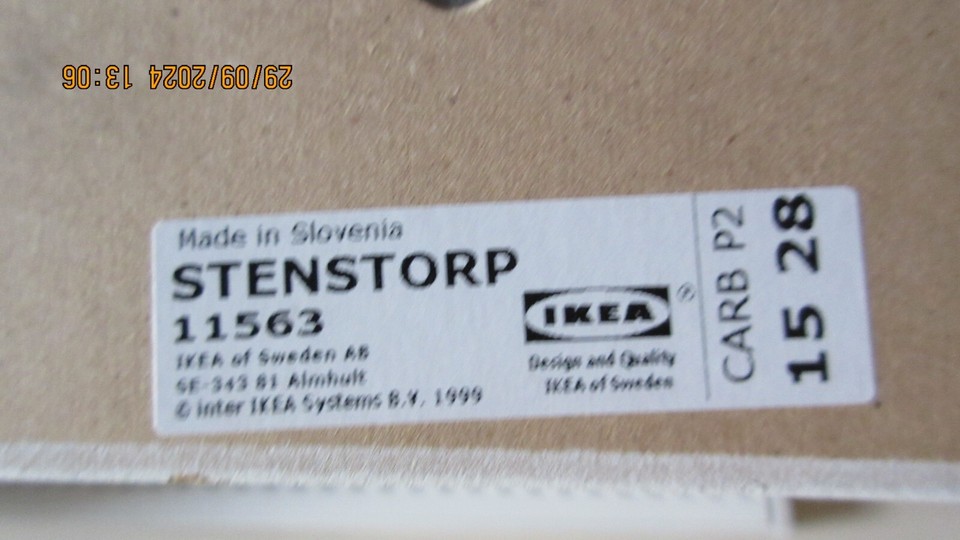 29/09/2024 13:06
Made in Slovenia
STENSTORP
11563
IKEA of Sweden AB
SE-343 81 Älmhult
© Inter IKEA Systems B.V. 1999
IKEA ®
Design and Quality
IKEA of Sweden
CARB P2
15 28